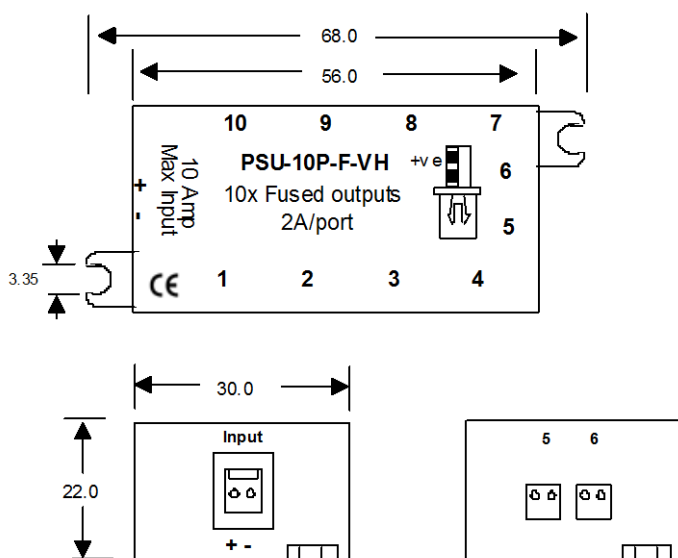 68.0
56.0
10 9 8 7
PSU-10P-F-VH
+ve
6
10x Fused outputs
2A/port
5
10 Amp
Max Input
+
-
3.35
CE
1 2 3 4
30.0
Input
22.0
+ -
5 6